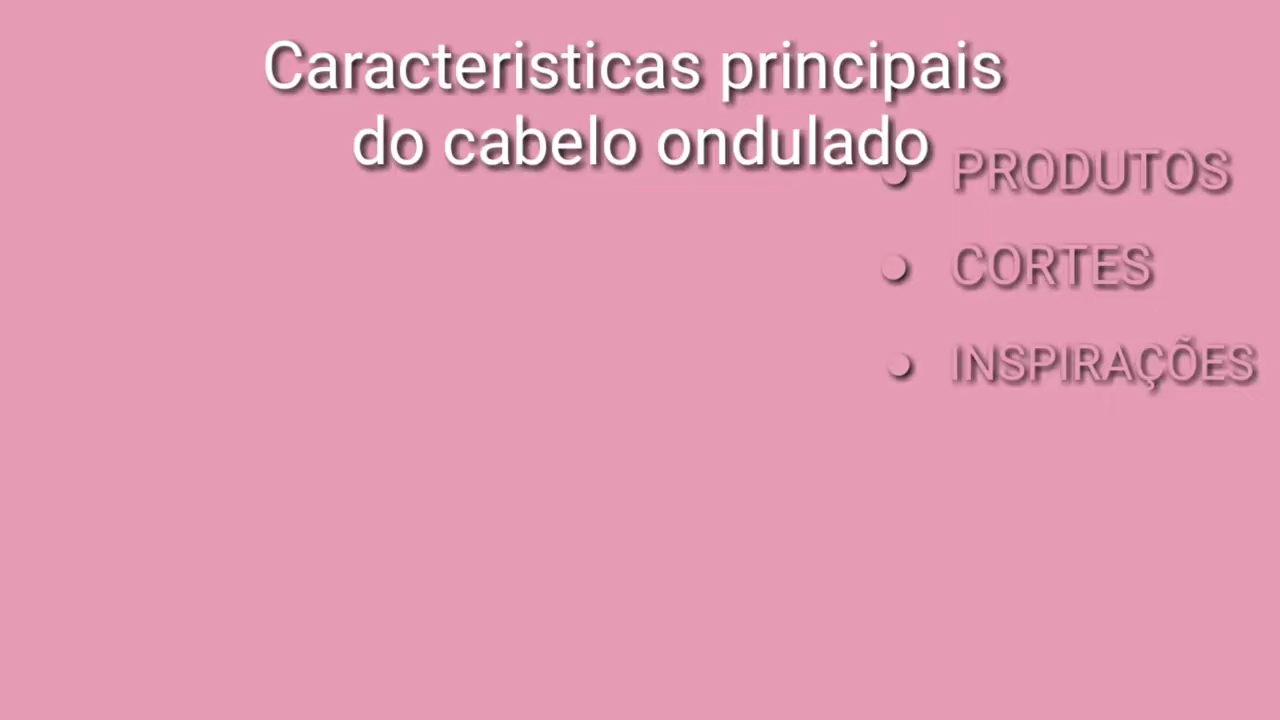 Caracteristicas principais
do cabelo ondulado
● PRODUTOS
● CORTES
● INSPIRAÇÕES